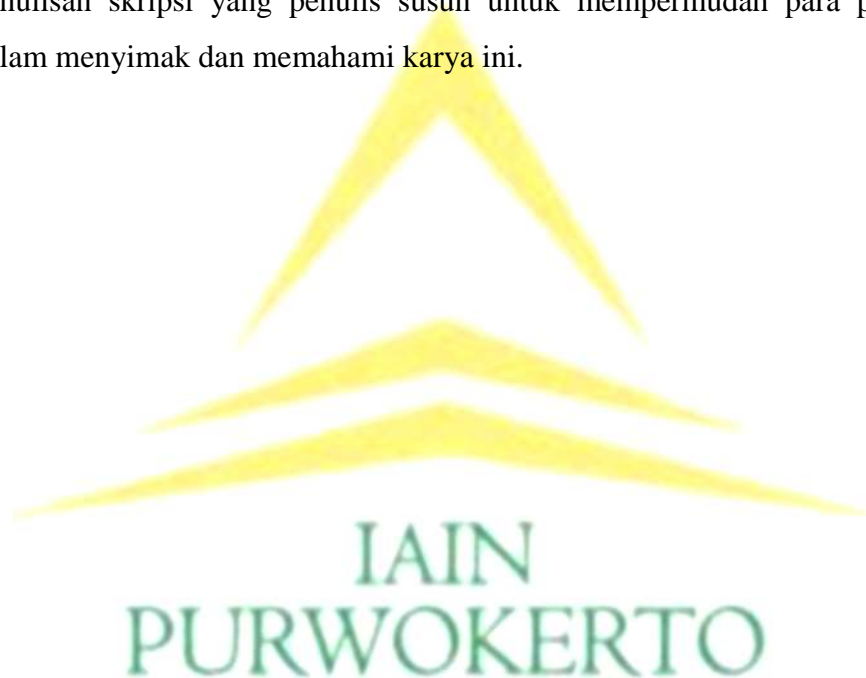 nulisan skripsi yang penulis susun untuk mempermudah para p
lam menyimak dan memahami karya ini.
IAIN
PURWOKERTO